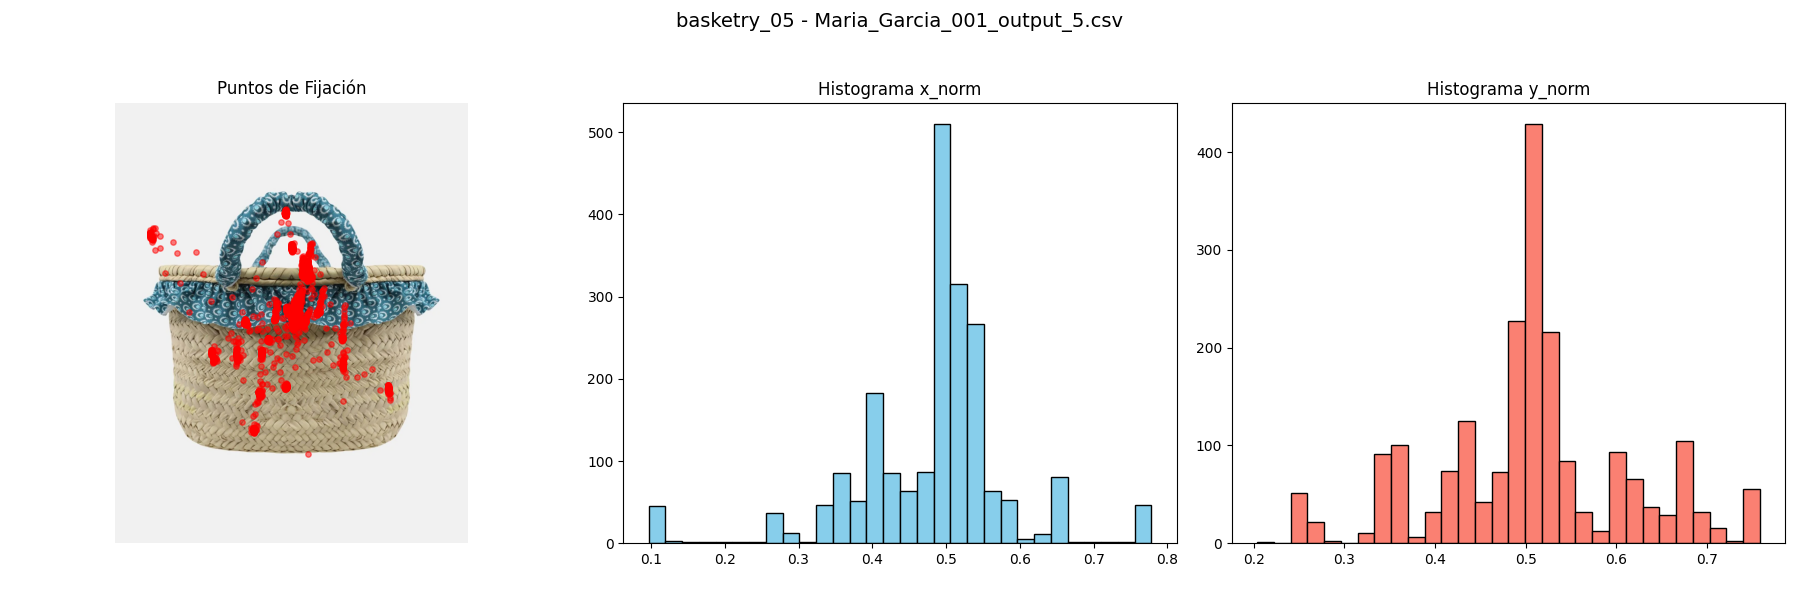 basketry_05 - Maria_Garcia_001_output_5.csv
Puntos de Fijación
Histograma x_norm
500
400
300
200
100
0
0.1 0.2 0.3 0.4 0.5 0.6 0.7 0.8
Histograma y_norm
400
300
200
100
0
0.2 0.3 0.4 0.5 0.6 0.7